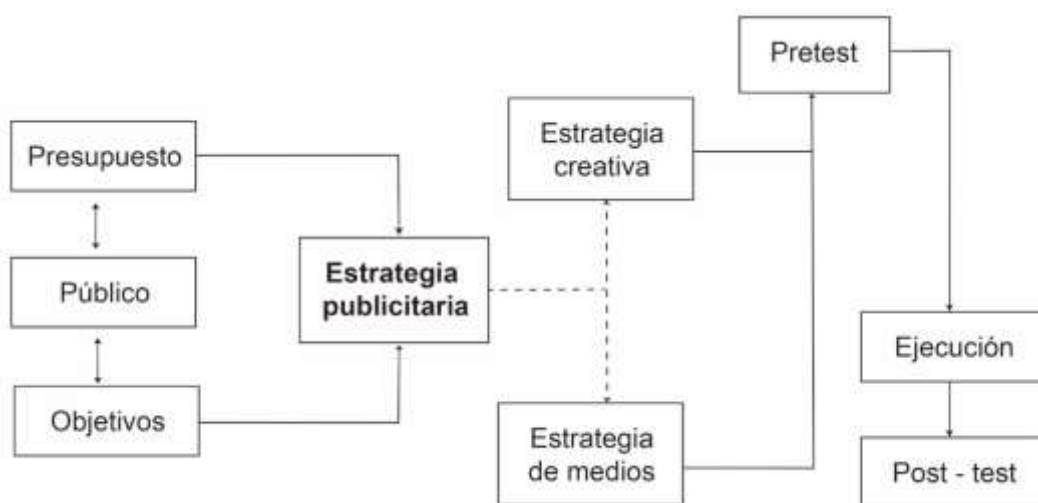 Presupuesto
Público
Objetivos
Estrategia
publicitaria
Estrategia
creativa
Estrategia
de medios
Pretest
Ejecución
Post - test